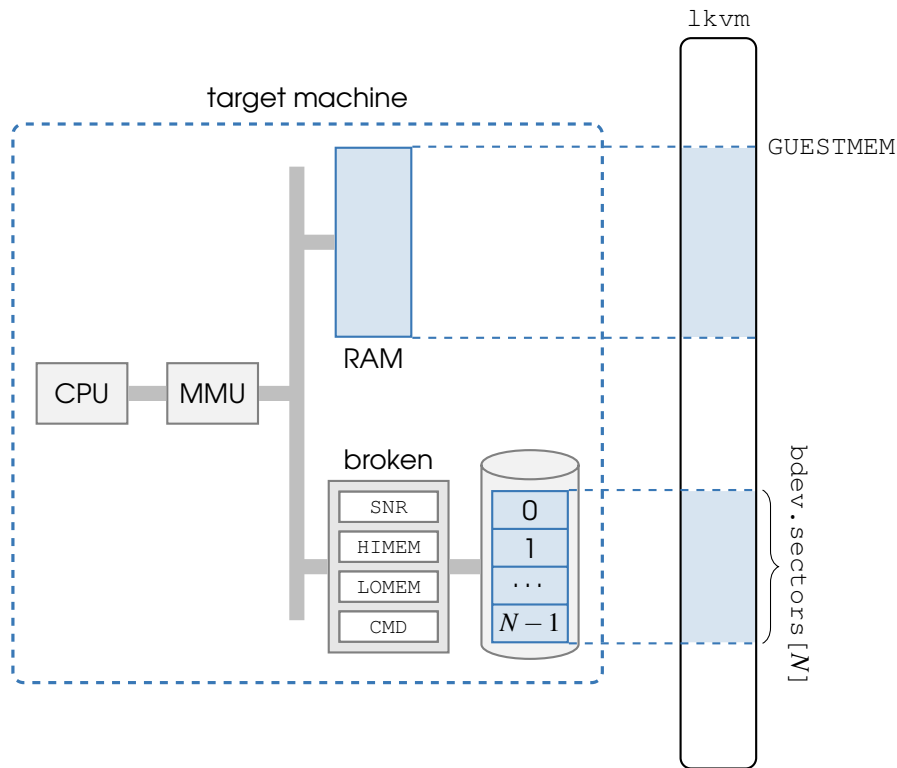 lkvm
target machine
GUESTMEM
RAM
CPU
MMU
broken
SNR
HIMEM
LOMEM
CMD
0
1
...
N − 1
bdev.sectors[N]